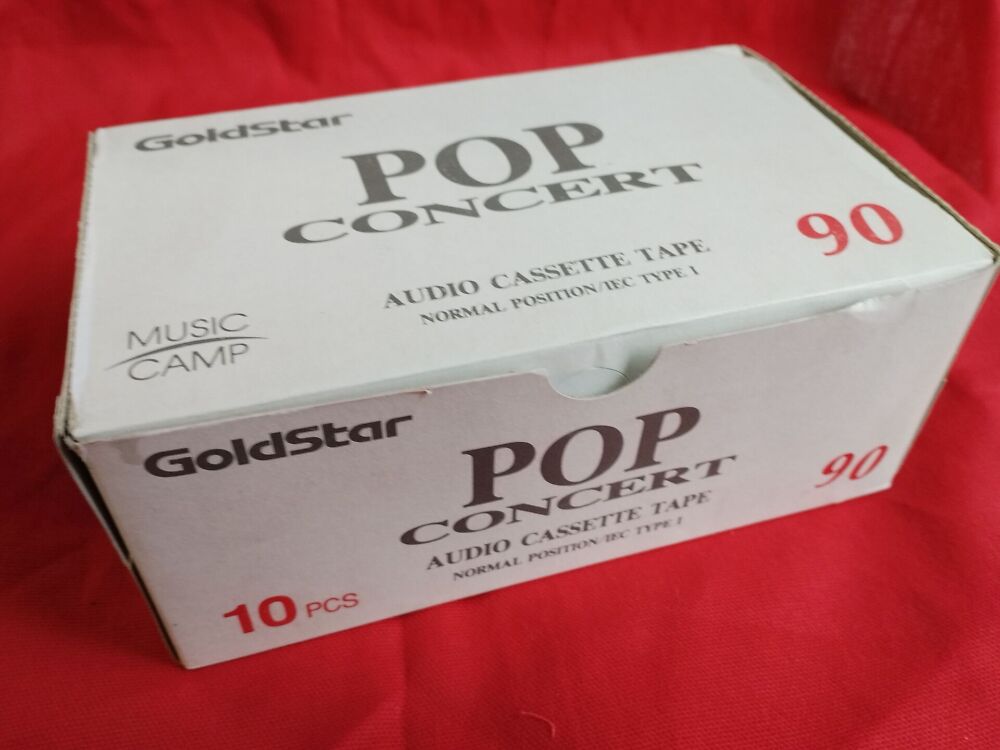 GoldStar
POP
CONCERT
AUDIO CASSETTE TAPE
NORMAL POSITION/IEC TYPE I
90
MUSIC
CAMP
GoldStar
POP
CONCERT
AUDIO CASSETTE TAPE
NORMAL POSITION/IEC TYPE I
90
10 PCS